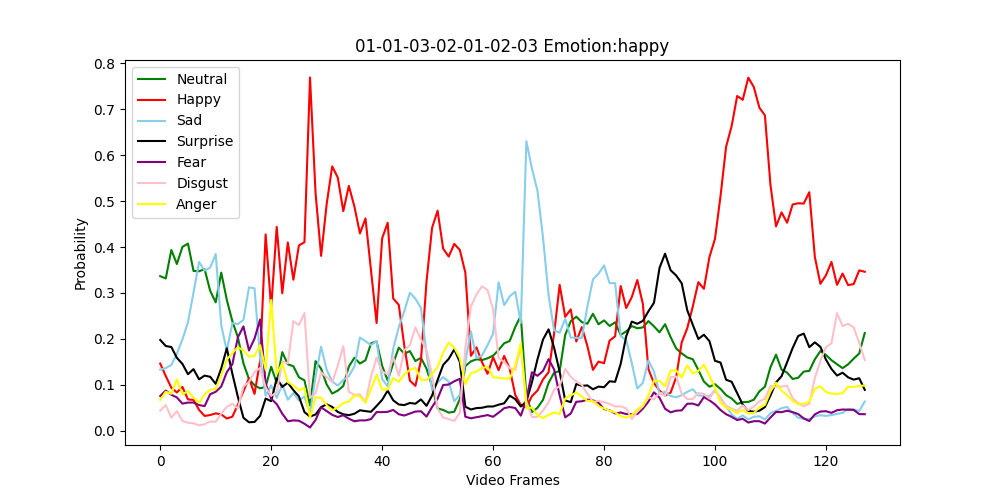 01-01-03-02-01-02-03 Emotion:happy
0.8
0.7
0.6
0.5
0.4
0.3
0.2
0.1
0.0
Probability
Neutral
Happy
Sad
Surprise
Fear
Disgust
Anger
0 20 40 60 80 100 120
Video Frames